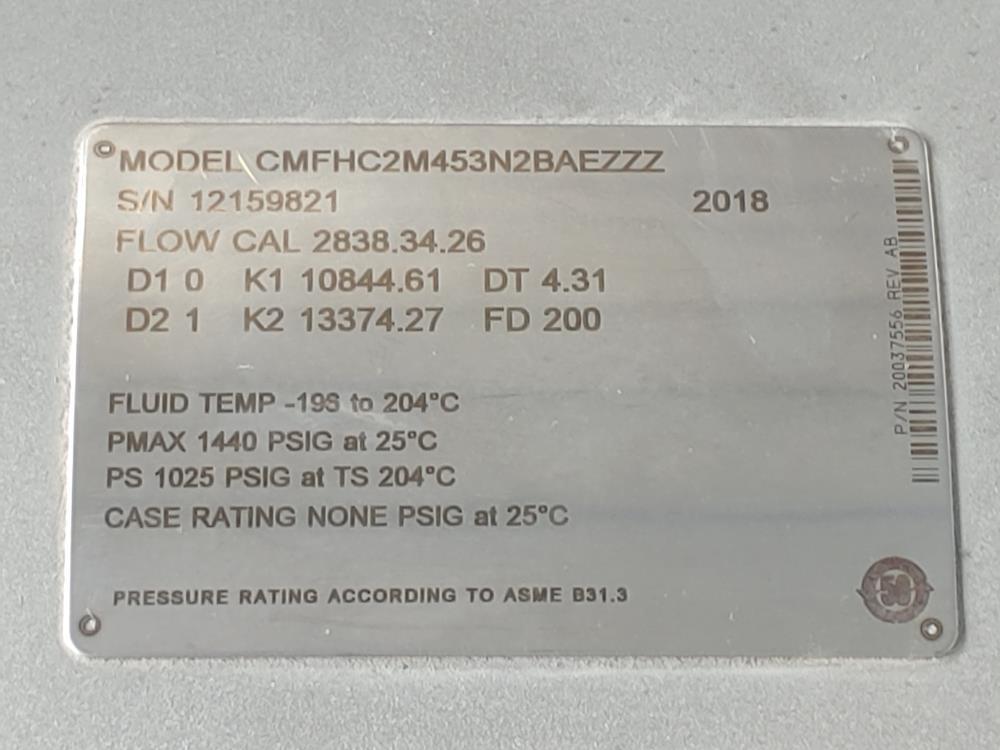 MODEL CMFHC2M453N2BAEZZZ
S/N 12159821 2018
FLOW CAL 2838.34.26
D1 0 K1 10844.61 DT 4.31
D2 1 K2 13374.27 FD 200
FLUID TEMP to 204°C
PMAX 1440 PSIG at 25°C
PS 1025 PSIG at TS 204°C
CASE RATING NONE PSIG at 25°C
PRESSURE RATING ACCORDING TO ASME B31.3
P/N 20037556 REV AB